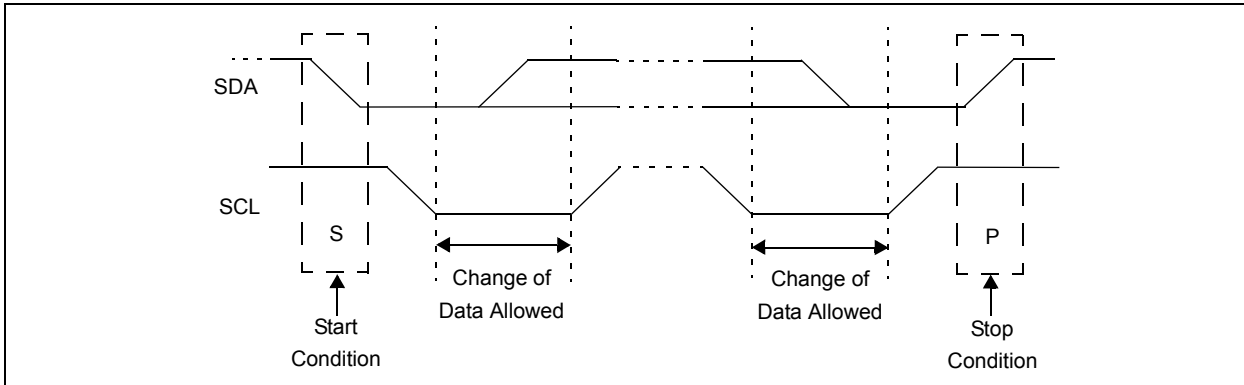 SDA
SCL
S
P
Change of
Data Allowed
Change of
Data Allowed
Start
Condition
Stop
Condition